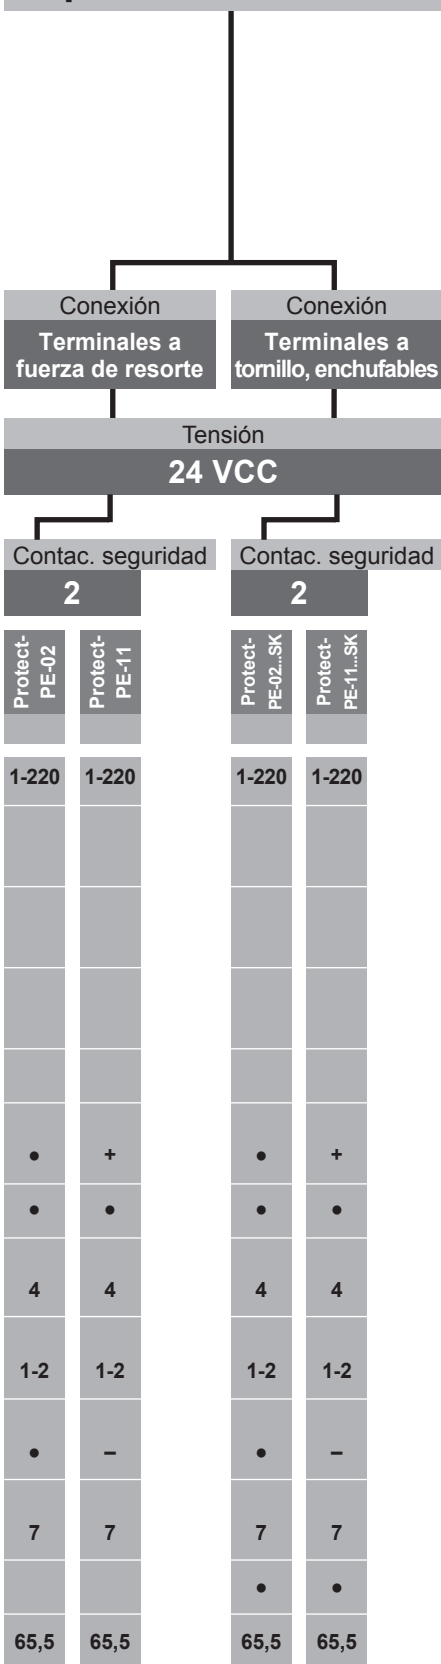 Conexión Conexión
Terminales a Terminales a
fuerza de resorte tornillo, enchufables
Tensión
24 VCC
Contac. seguridad Contac. seguridad
2 2
Protect-
PE-02
Protect-
PE-11
Protect-
PE-02...SK
Protect-
PE-11...SK
1-220 1-220 1-220 1-220
• + • +
• • • •
4 4 4 4
1-2 1-2 1-2 1-2
• – • –
7 7 7 7
• •
65,5 65,5 65,5 65,5